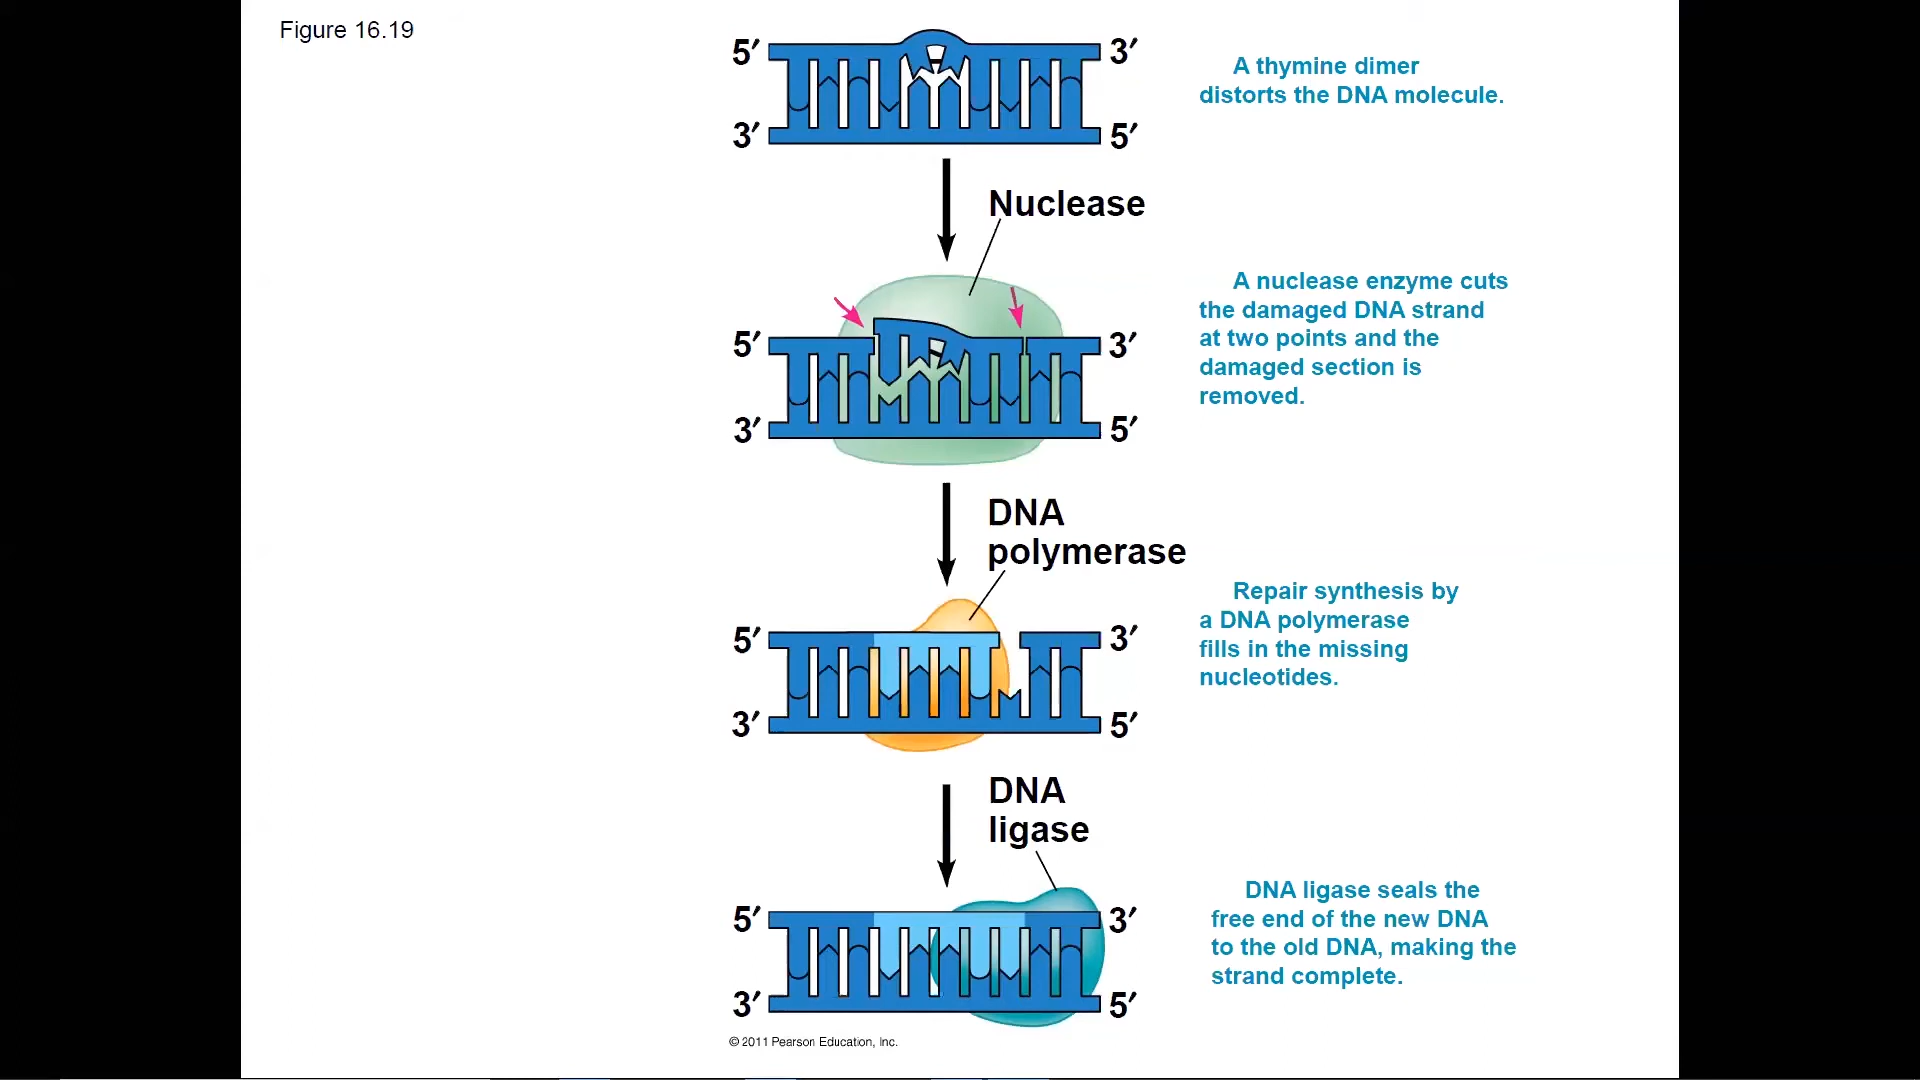 Figure 16.19
5′
3′
3′
5′
A thymine dimer
distorts the DNA molecule.
Nuclease
A nuclease enzyme cuts
the damaged DNA strand
at two points and the
damaged section is
removed.
5′
3′
3′
5′
DNA
polymerase
Repair synthesis by
a DNA polymerase
fills in the missing
nucleotides.
5′
3′
3′
5′
DNA
ligase
DNA ligase seals the
free end of the new DNA
to the old DNA, making the
strand complete.
5′
3′
3′
5′
© 2011 Pearson Education, Inc.